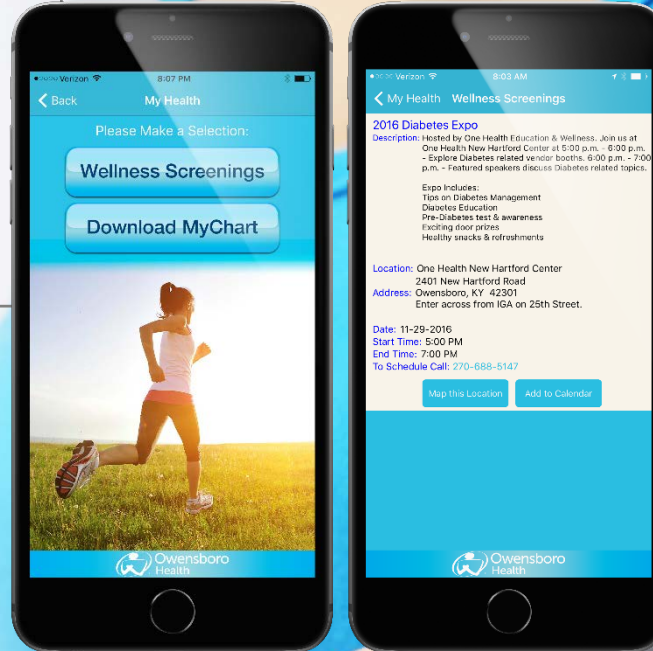 Verizon 8:07 PM
Back My Health
Please Make a Selection:
Wellness Screenings
Download MyChart
Owensboro
Health
Verizon 8:03 AM
My Health Wellness Screenings
2016 Diabetes Expo
Description: Hosted by One Health Education & Wellness. Join us at
One Health New Hartford Center at 5:00 p.m. - 6:00 p.m.
- Explore Diabetes related vendor booths. 6:00 p.m. - 7:00
p.m. - Featured speakers discuss Diabetes related topics.
Expo Includes:
Tips on Diabetes Management
Diabetes Education
Pre-Diabetes test & awareness
Exciting door prizes
Healthy snacks & refreshments
Location: One Health New Hartford Center
2401 New Hartford Road
Address: Owensboro, KY 42301
Enter across from IGA on 25th Street.
Date: 11-29-2016
Start Time: 5:00 PM
End Time: 7:00 PM
To Schedule Call: 270-688-5147
Map this Location Add to Calendar
Owensboro
Health